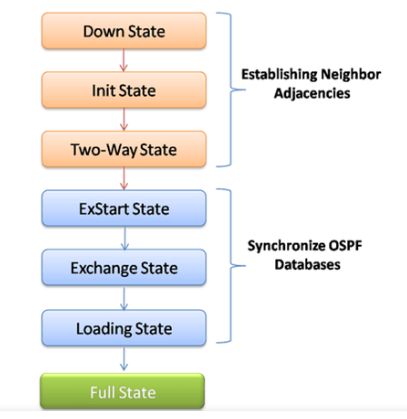 Down State
Init State
Two-Way State
Establishing Neighbor
Adjacencies
ExStart State
Exchange State
Loading State
Synchronize OSPF
Databases
Full State